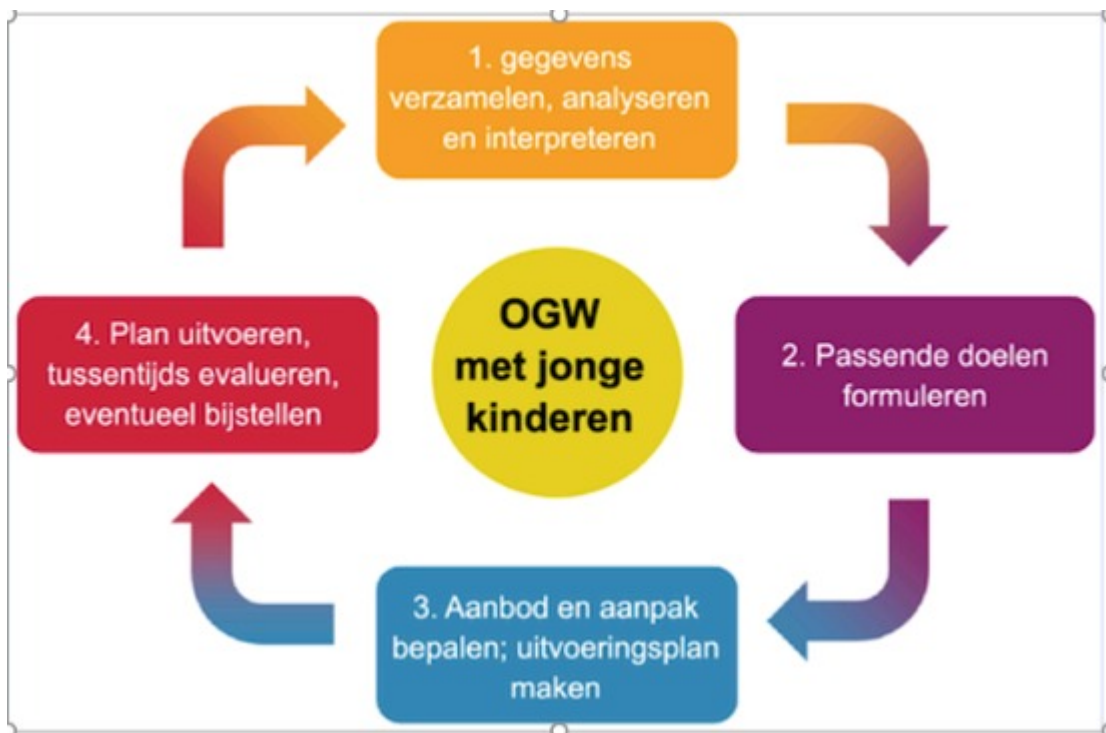 1. gegevens
verzamelen, analyseren
en interpreteren
2. Passende doelen
formuleren
3. Aanbod en aanpak
bepalen; uitvoeringsplan
maken
4. Plan uitvoeren,
tussentijds evalueren,
eventueel bijstellen
OGW
met jonge
kinderen